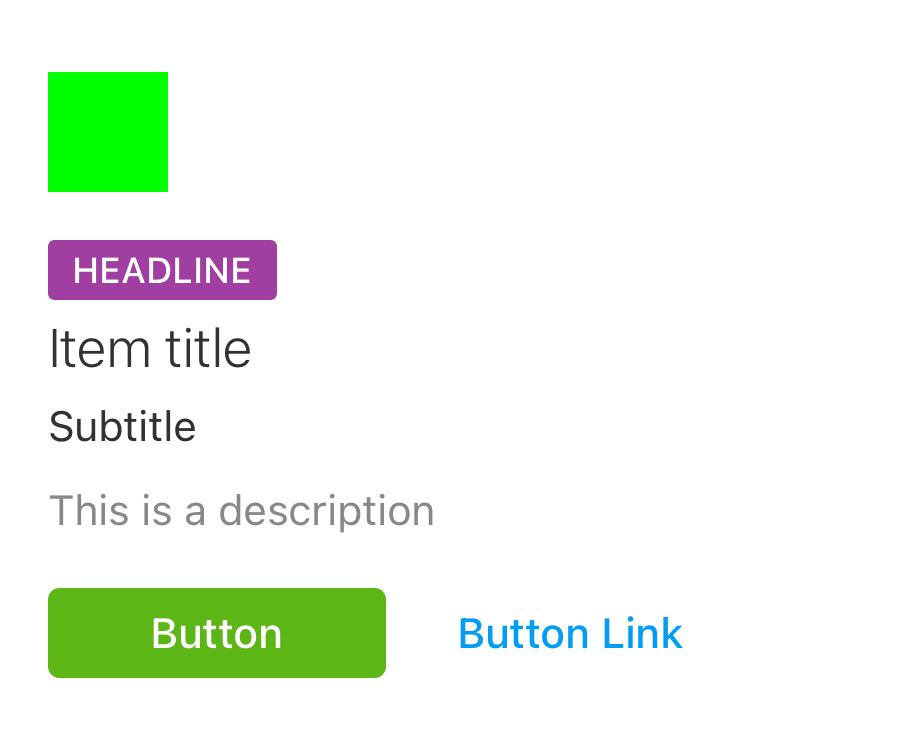 HEADLINE
Item title
Subtitle
This is a description
Button Button Link